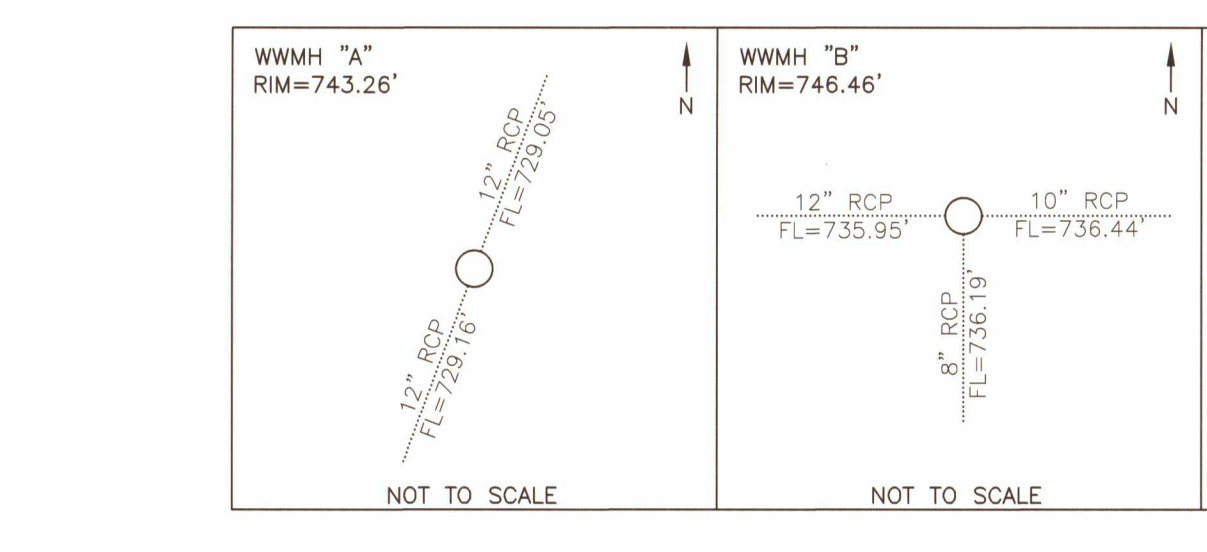 WWMH "A"
RIM=743.26'
N
12" RCP
FL=729.05'
12" RCP
FL=729.16'
NOT TO SCALE
WWMH "B"
RIM=746.46'
N
12" RCP
FL=735.95'
10" RCP
FL=736.44'
8" RCP
FL=736.19'
NOT TO SCALE